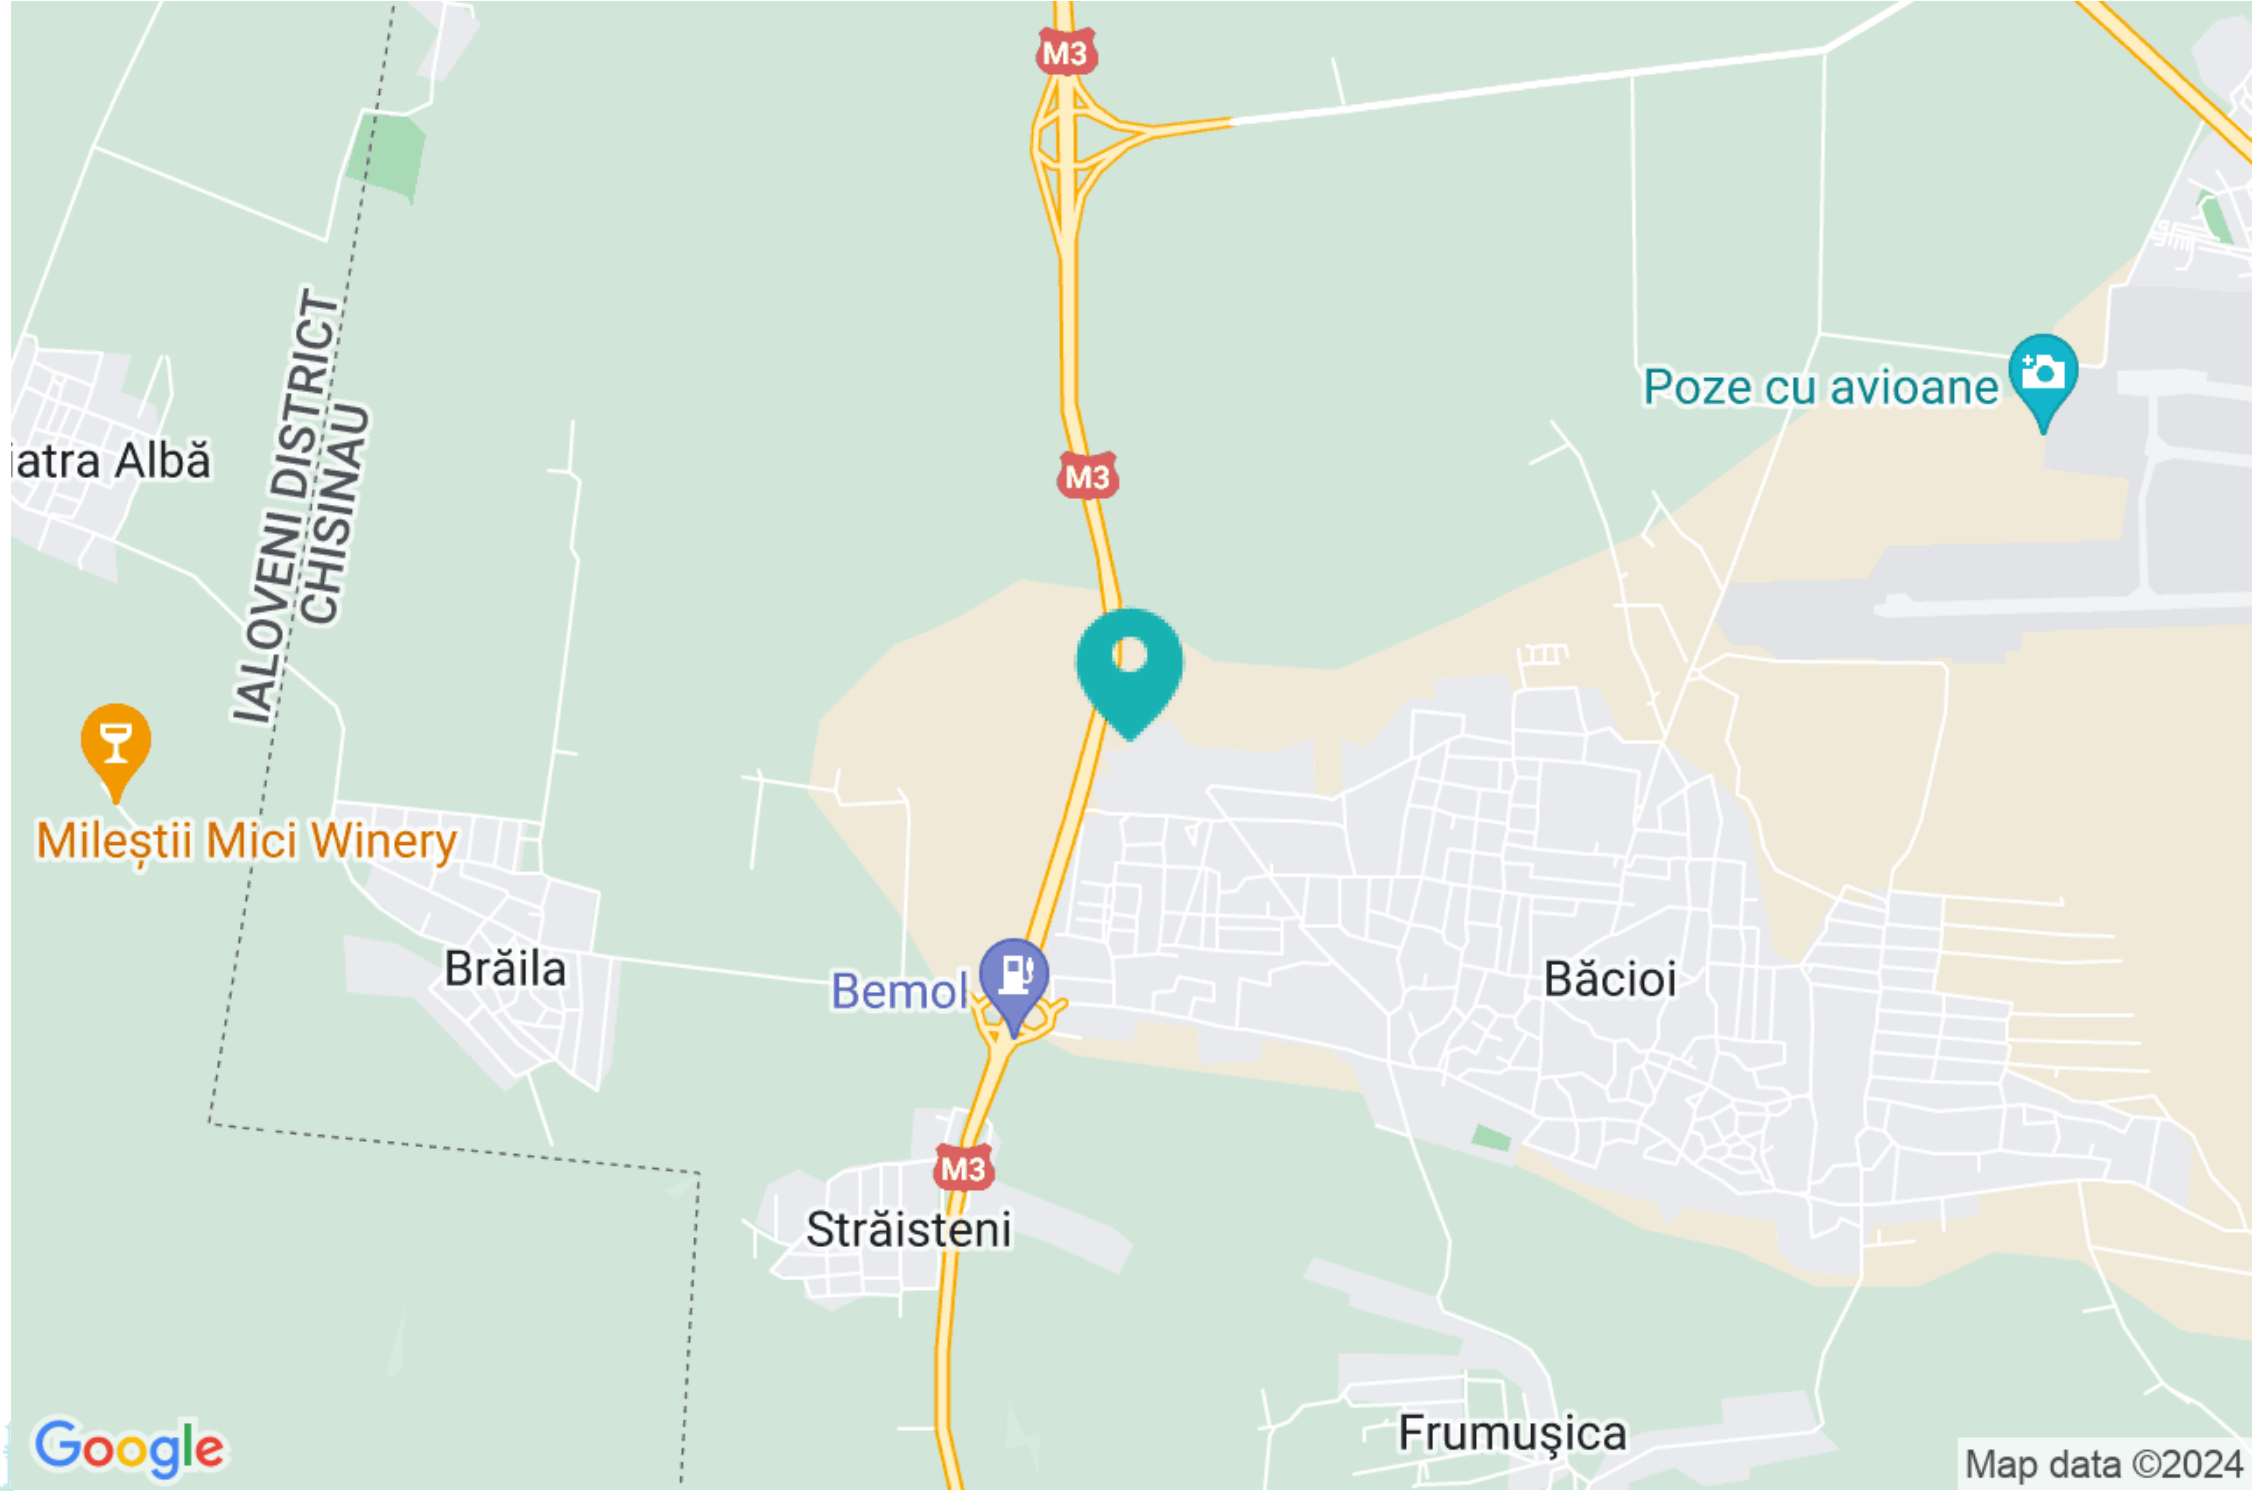 M3
Poze cu avioane
iatra Albă
M3
IALOVENI DISTRICT
CHISINAU
Mileștii Mici Winery
Brăila
Bemol
Băcioi
M3
Străisteni
Frumuşica
Google
Map data ©2024